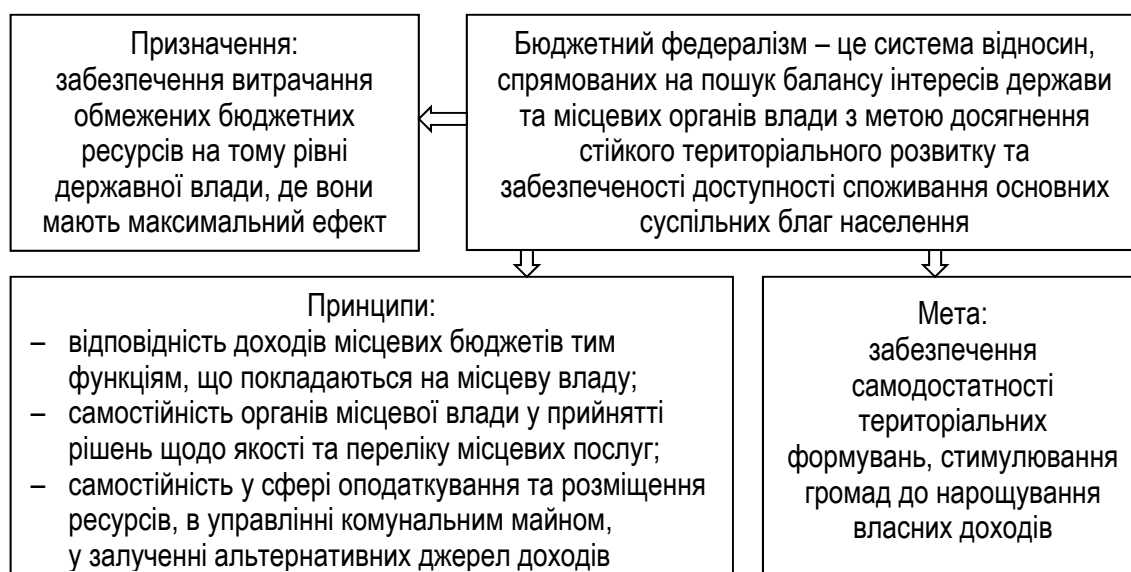 Призначення:
забезпечення витрачання
обмежених бюджетних
ресурсів на тому рівні
державної влади, де вони
мають максимальний ефект
Бюджетний федералізм – це система відносин,
спрямованих на пошук балансу інтересів держави
та місцевих органів влади з метою досягнення
стійкого територіального розвитку та
забезпеченості доступності споживання основних
суспільних благ населення
Принципи:
– відповідність доходів місцевих бюджетів тим
функціям, що покладаються на місцеву владу;
– самостійність органів місцевої влади у прийнятті
рішень щодо якості та переліку місцевих послуг;
– самостійність у сфері оподаткування та розміщення
ресурсів, в управлінні комунальним майном,
у залученні альтернативних джерел доходів
Мета:
забезпечення
самодостатності
територіальних
формувань, стимулювання
громад до нарощування
власних доходів